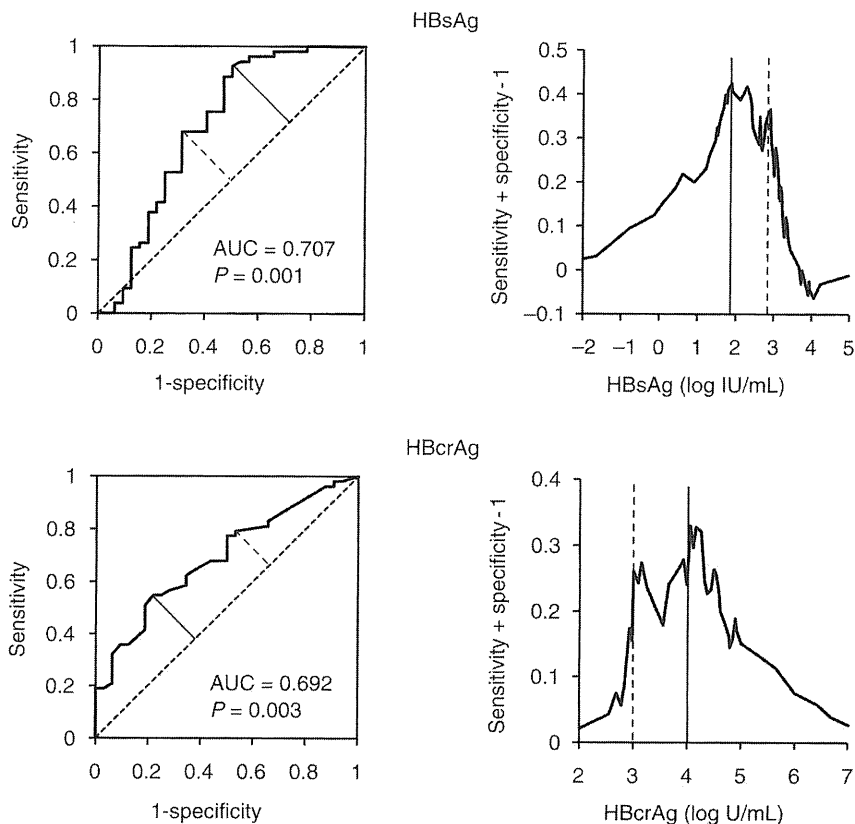 HBsAg
Sensitivity
1
0.8
0.6
0.4
0.2
0
0 0.2 0.4 0.6 0.8 1
1-specificity
AUC = 0.707
P = 0.001
Sensitivity + specificity - 1
0.5
0.4
0.3
0.2
0.1
0
–0.1
–2 –1 0 1 2 3 4 5
HBsAg (log IU/mL)
HBcrAg
Sensitivity
1
0.8
0.6
0.4
0.2
0
0 0.2 0.4 0.6 0.8 1
1-specificity
AUC = 0.692
P = 0.003
Sensitivity + specificity - 1
0.4
0.3
0.2
0.1
0
2 3 4 5 6 7
HBcrAg (log U/mL)